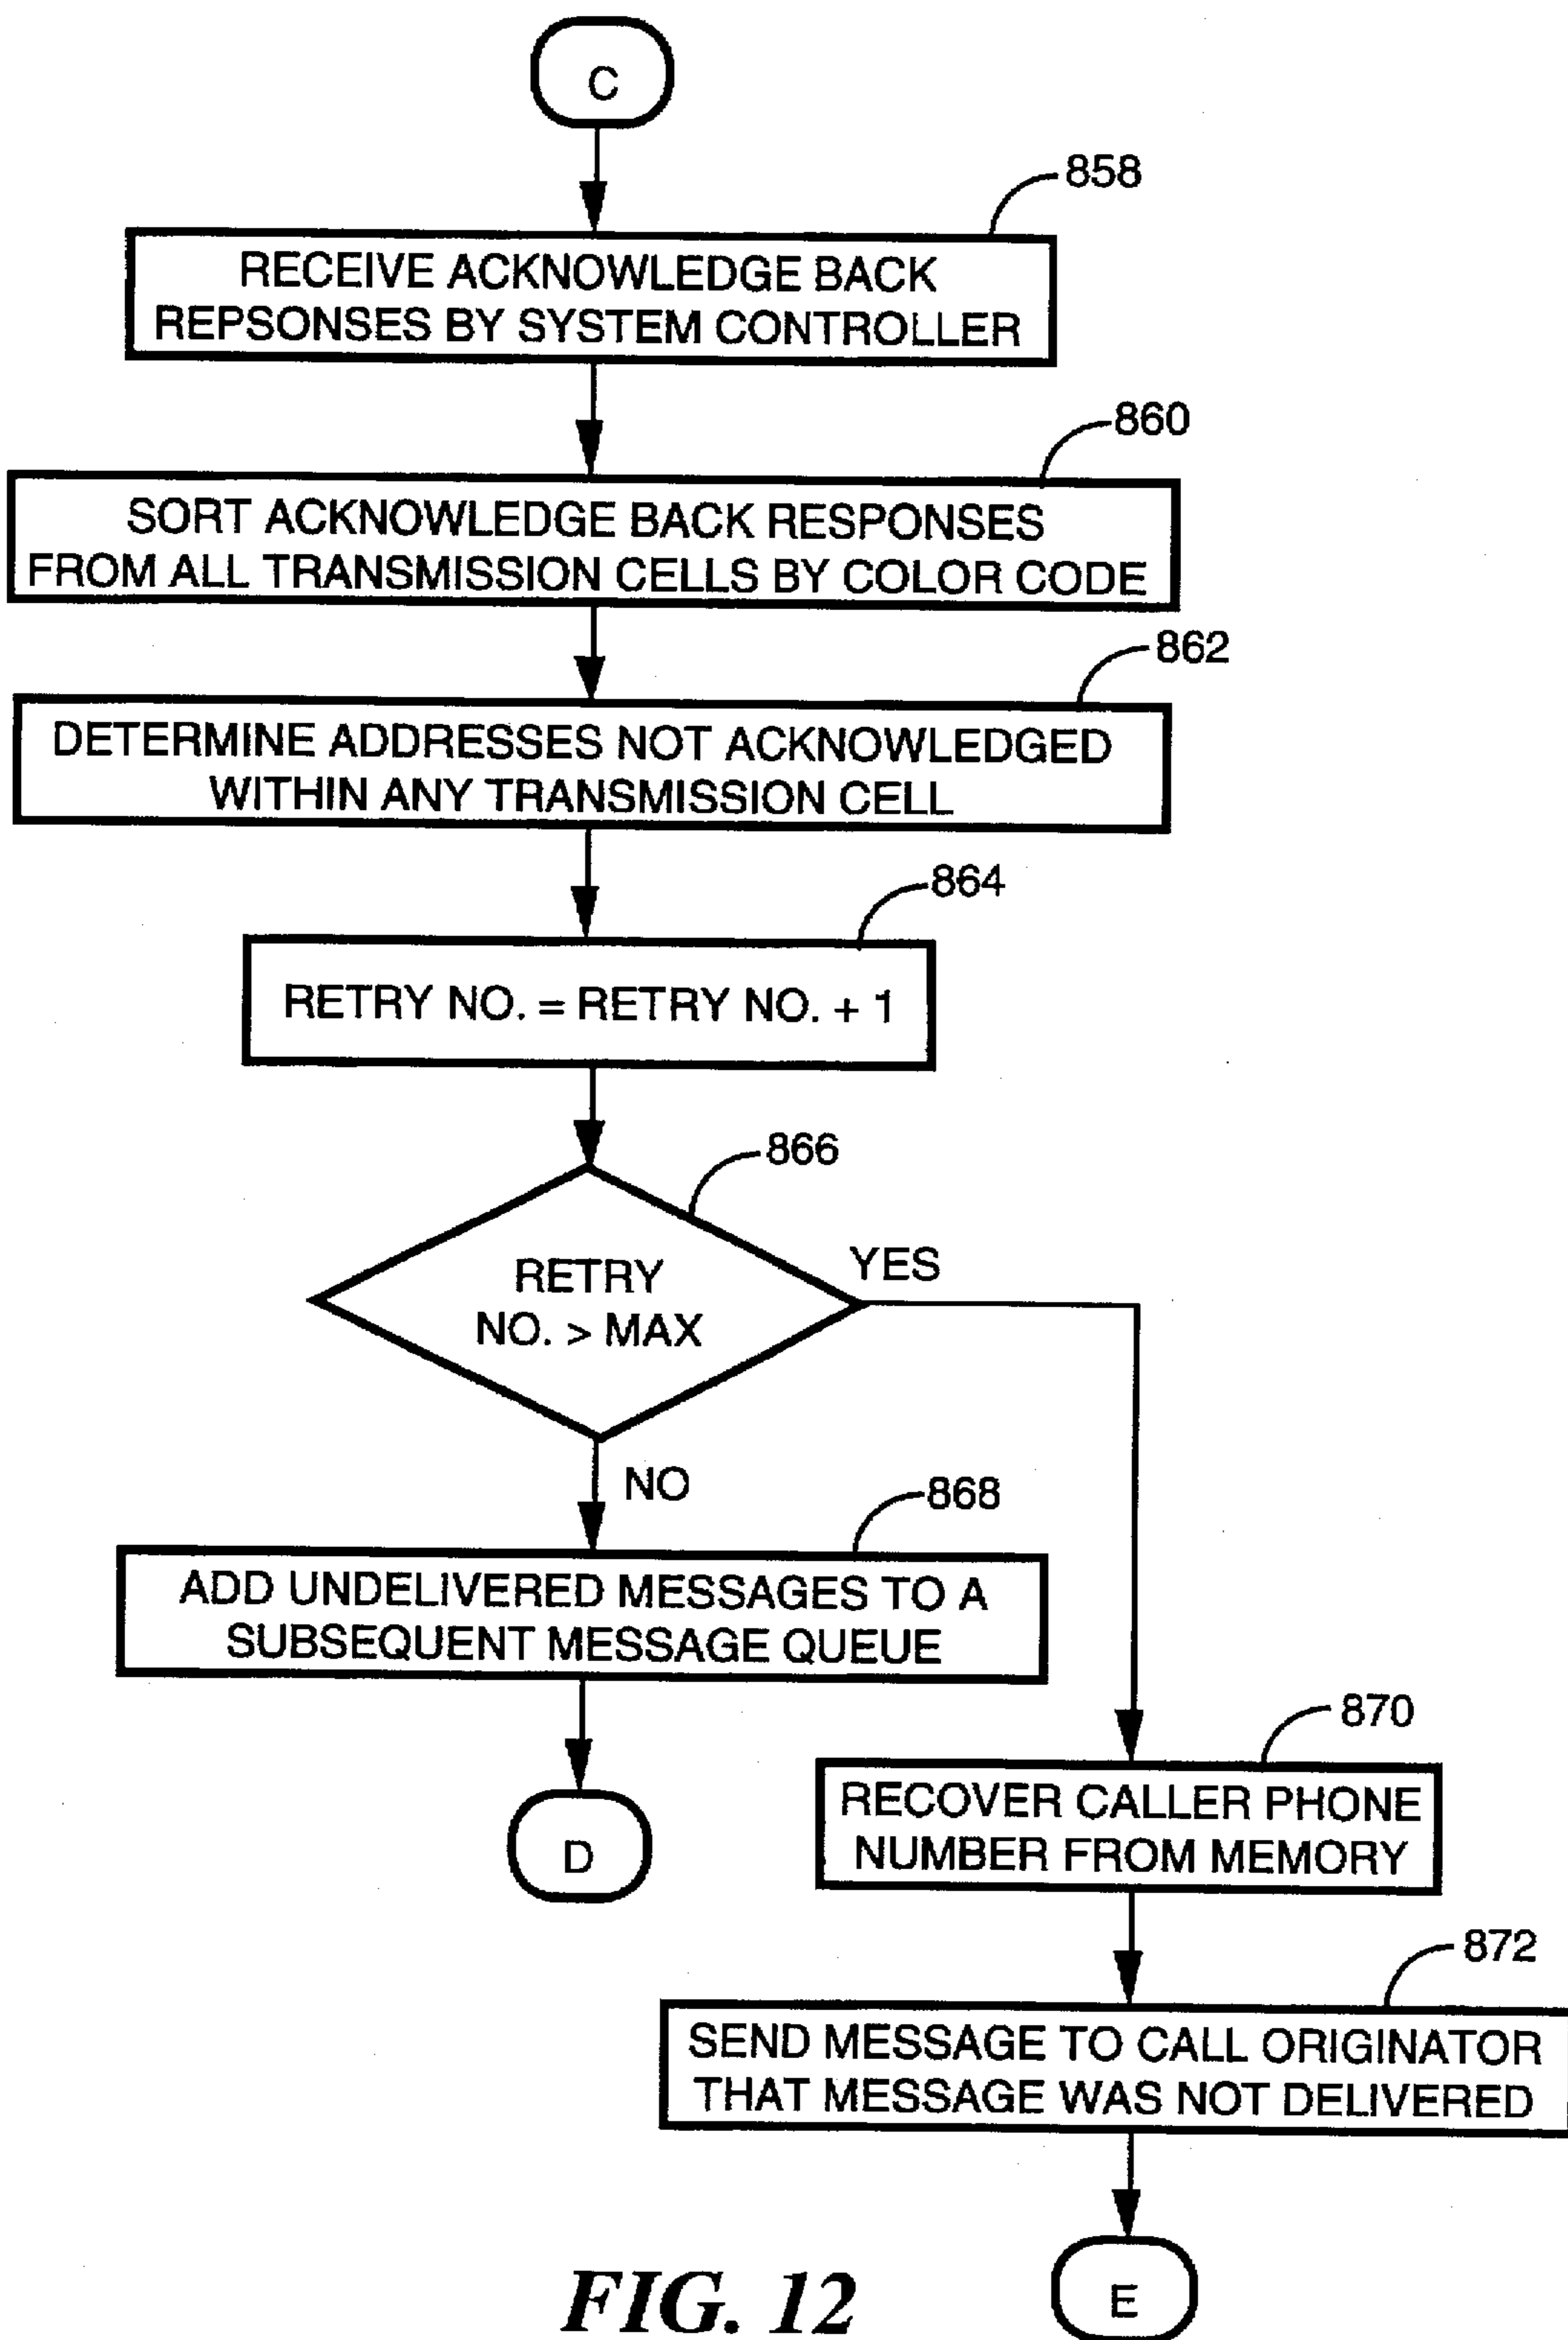 C
858
RECEIVE ACKNOWLEDGE BACK
REPSONSES BY SYSTEM CONTROLLER
860
SORT ACKNOWLEDGE BACK RESPONSES
FROM ALL TRANSMISSION CELLS BY COLOR CODE
862
DETERMINE ADDRESSES NOT ACKNOWLEDGED
WITHIN ANY TRANSMISSION CELL
864
RETRY NO. = RETRY NO. + 1
866
RETRY
NO. > MAX
YES
NO
868
ADD UNDELIVERED MESSAGES TO A
SUBSEQUENT MESSAGE QUEUE
870
RECOVER CALLER PHONE
NUMBER FROM MEMORY
D
872
SEND MESSAGE TO CALL ORIGINATOR
THAT MESSAGE WAS NOT DELIVERED
E
FIG. 12